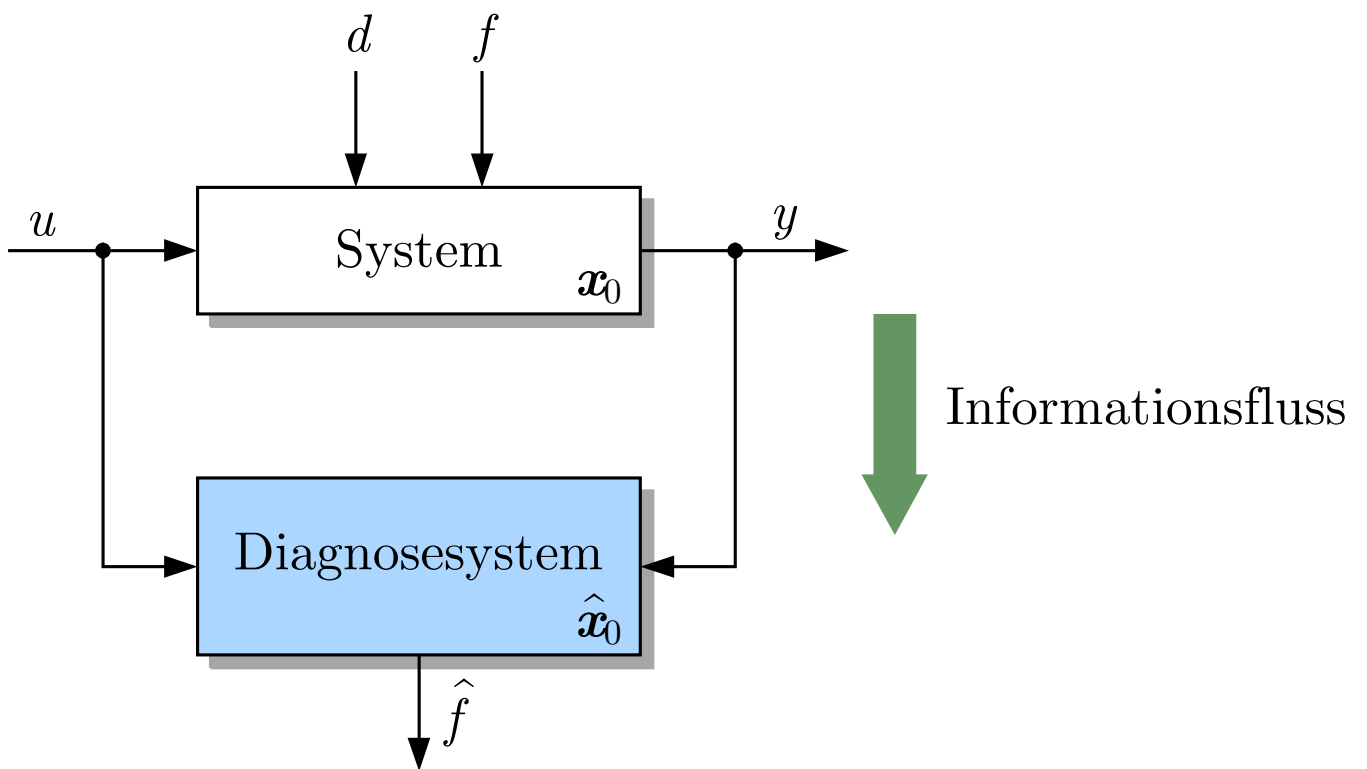 d f
u
y
System
x₀
Informationsfluss
Diagnosesystem
x̂₀
f̂